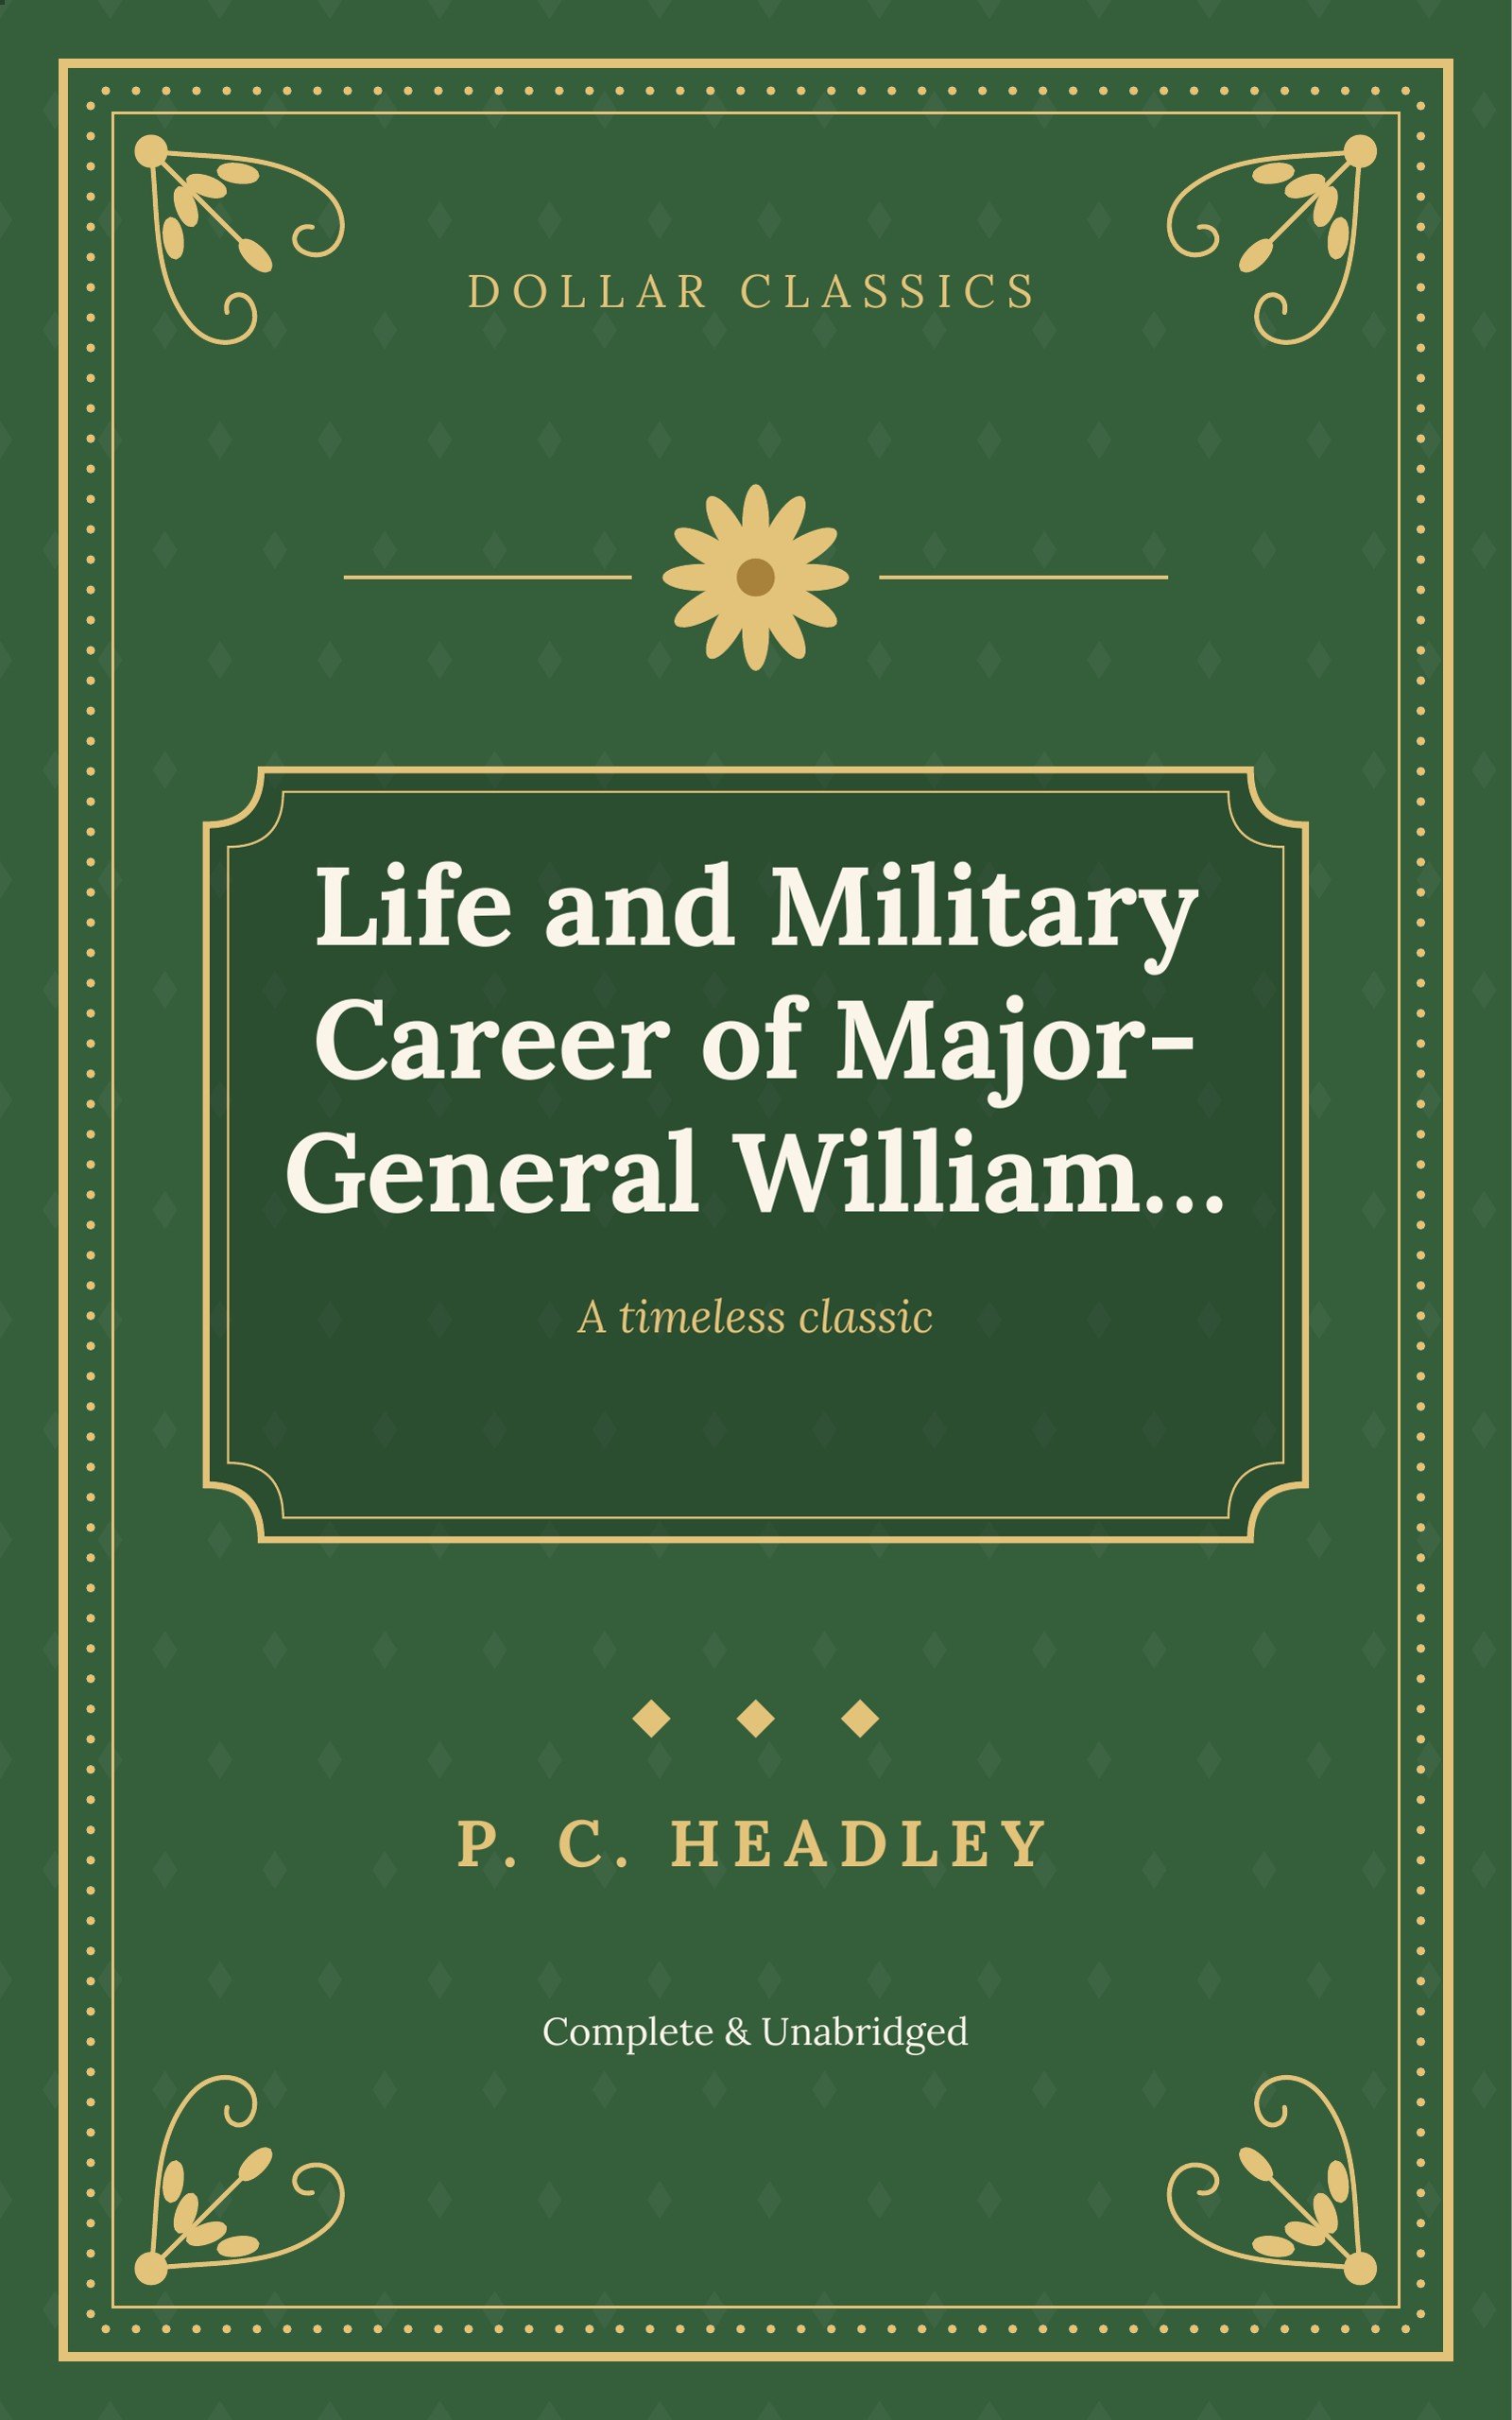 DOLLAR CLASSICS
Life and Military
Career of Major-
General William...
A timeless classic
P. C. HEADLEY
Complete & Unabridged